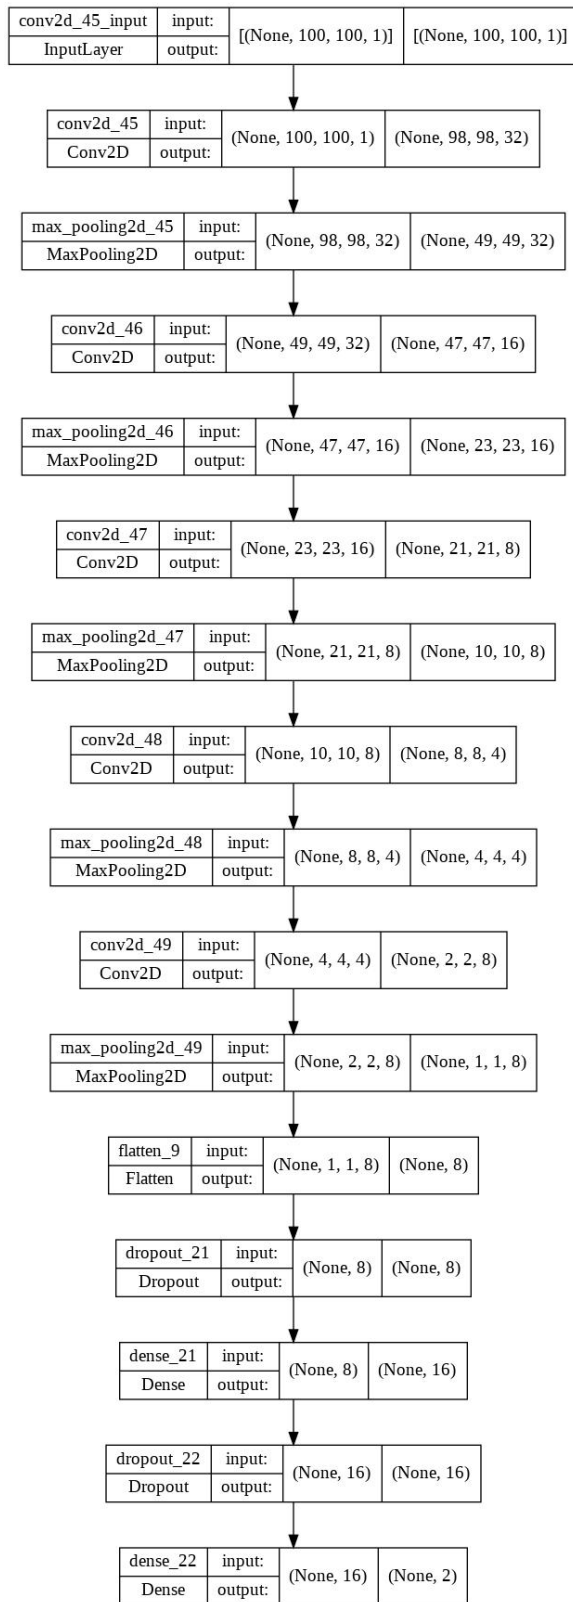 conv2d_45_input input: [(None, 100, 100, 1)] [(None, 100, 100, 1)]
InputLayer output:
conv2d_45 input: (None, 100, 100, 1) (None, 98, 98, 32)
Conv2D output:
max_pooling2d_45 input: (None, 98, 98, 32) (None, 49, 49, 32)
MaxPooling2D output:
conv2d_46 input: (None, 49, 49, 32) (None, 47, 47, 16)
Conv2D output:
max_pooling2d_46 input: (None, 47, 47, 16) (None, 23, 23, 16)
MaxPooling2D output:
conv2d_47 input: (None, 23, 23, 16) (None, 21, 21, 8)
Conv2D output:
max_pooling2d_47 input: (None, 21, 21, 8) (None, 10, 10, 8)
MaxPooling2D output:
conv2d_48 input: (None, 10, 10, 8) (None, 8, 8, 4)
Conv2D output:
max_pooling2d_48 input: (None, 8, 8, 4) (None, 4, 4, 4)
MaxPooling2D output:
conv2d_49 input: (None, 4, 4, 4) (None, 2, 2, 8)
Conv2D output:
max_pooling2d_49 input: (None, 2, 2, 8) (None, 1, 1, 8)
MaxPooling2D output:
flatten_9 input: (None, 1, 1, 8) (None, 8)
Flatten output:
dropout_21 input: (None, 8) (None, 8)
Dropout output:
dense_21 input: (None, 8) (None, 16)
Dense output:
dropout_22 input: (None, 16) (None, 16)
Dropout output:
dense_22 input: (None, 16) (None, 2)
Dense output: